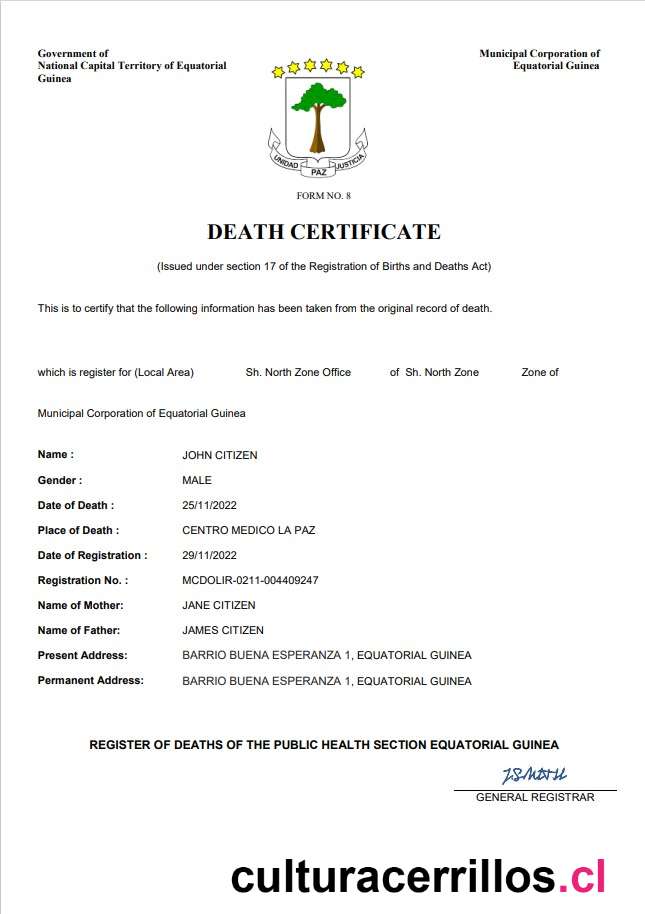 Government of
National Capital Territory of Equatorial
Guinea
Municipal Corporation of
Equatorial Guinea
UNIDAD PAZ JUSTICIA
FORM NO. 8
DEATH CERTIFICATE
(Issued under section 17 of the Registration of Births and Deaths Act)
This is to certify that the following information has been taken from the original record of death.
which is register for (Local Area) Sh. North Zone Office of Sh. North Zone Zone of
Municipal Corporation of Equatorial Guinea
Name : JOHN CITIZEN
Gender : MALE
Date of Death : 25/11/2022
Place of Death : CENTRO MEDICO LA PAZ
Date of Registration : 29/11/2022
Registration No. : MCDOLIR-0211-004409247
Name of Mother: JANE CITIZEN
Name of Father: JAMES CITIZEN
Present Address: BARRIO BUENA ESPERANZA 1, EQUATORIAL GUINEA
Permanent Address: BARRIO BUENA ESPERANZA 1, EQUATORIAL GUINEA
REGISTER OF DEATHS OF THE PUBLIC HEALTH SECTION EQUATORIAL GUINEA
GENERAL REGISTRAR
culturacerrillos.cl